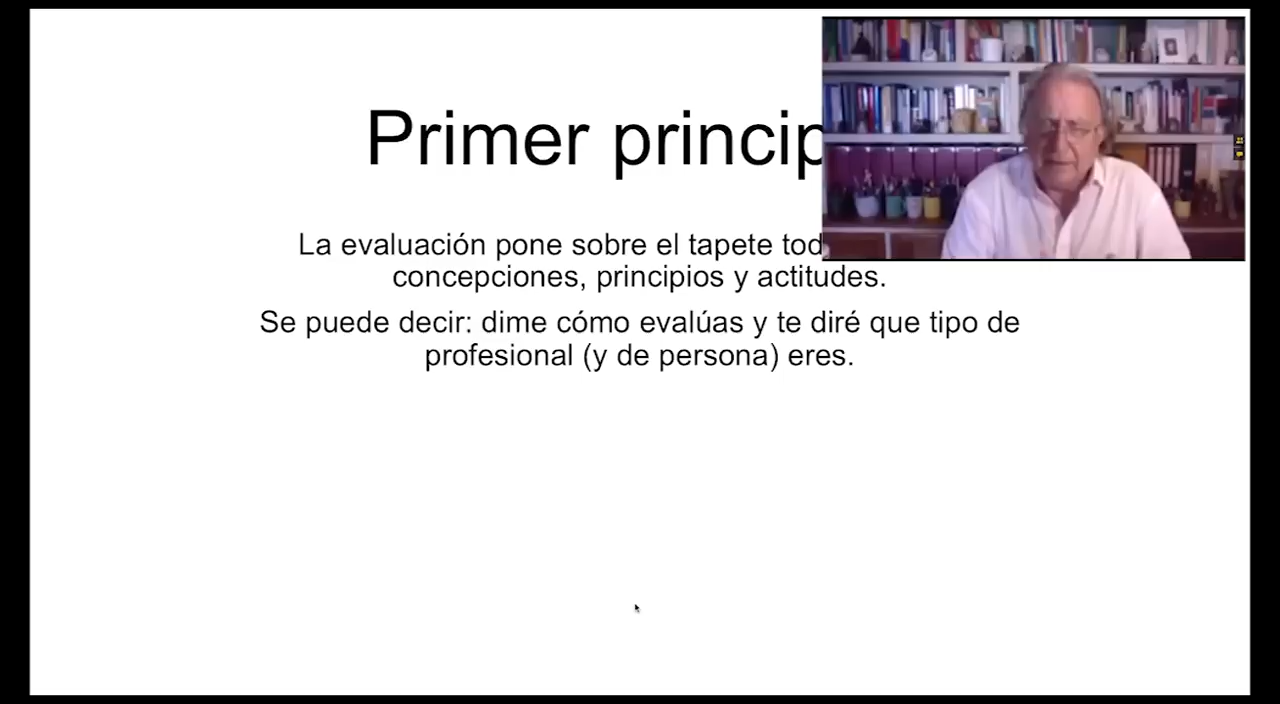 Primer princip
La evaluación pone sobre el tapete tod
concepciones, principios y actitudes.
Se puede decir: dime cómo evalúas y te diré que tipo de
profesional (y de persona) eres.